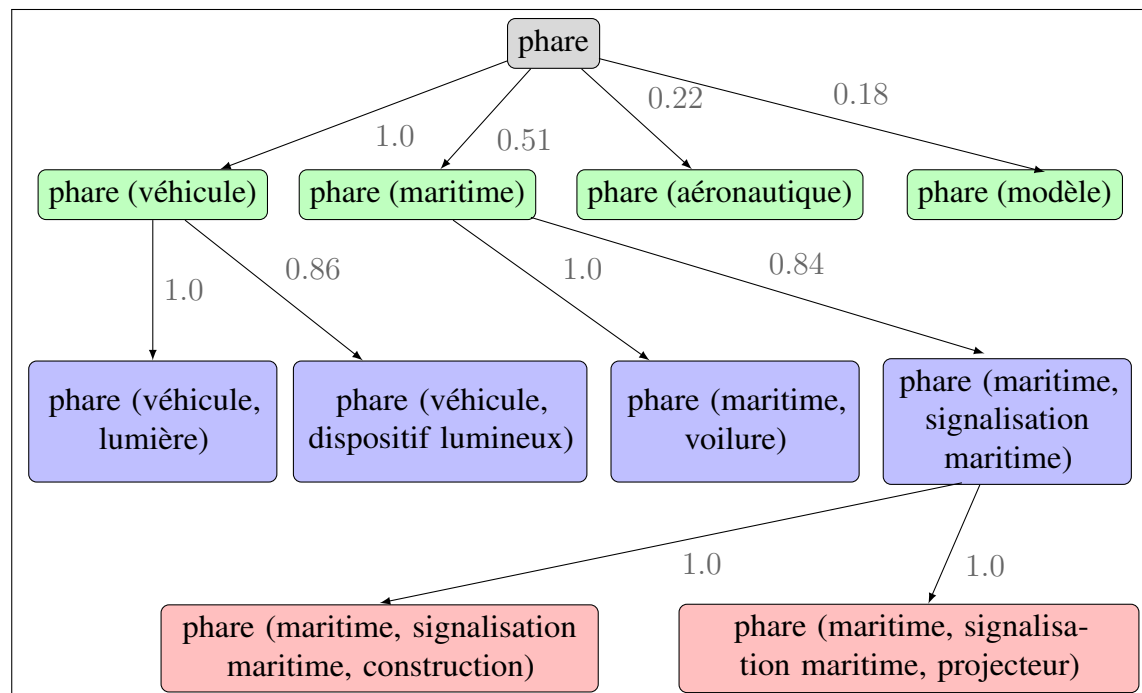 phare
1.0
0.51
0.22
0.18
phare (véhicule)
phare (maritime)
phare (aéronautique)
phare (modèle)
1.0
0.86
1.0
0.84
phare (véhicule,
lumière)
phare (véhicule,
dispositif lumineux)
phare (maritime,
voilure)
phare (maritime,
signalisation
maritime)
1.0
1.0
phare (maritime, signalisation
maritime, construction)
phare (maritime, signalisa-
tion maritime, projecteur)